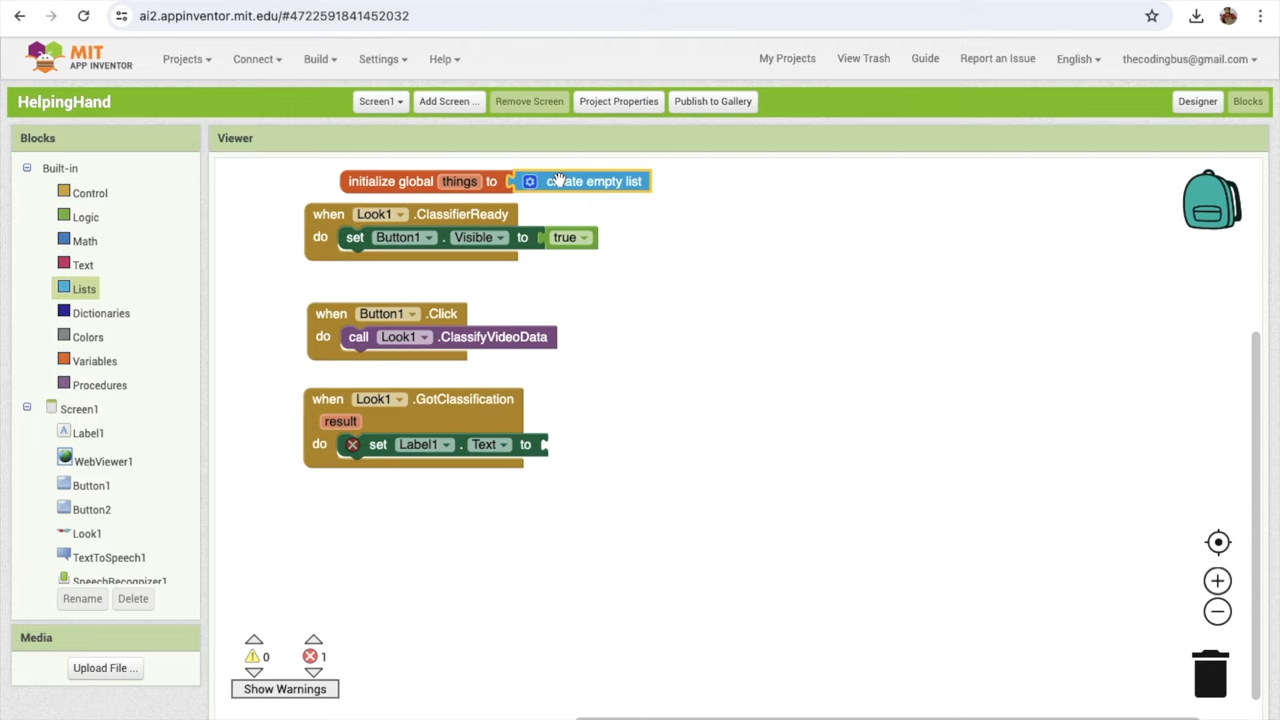 ai2.appinventor.mit.edu/#4722591841452032
MIT
APP INVENTOR
Projects Connect Build Settings Help My Projects View Trash Guide Report an Issue English thecodingbus@gmail.com
HelpingHand Screen1 Add Screen ... Remove Screen Project Properties Publish to Gallery Designer Blocks
Blocks Viewer
Built-in
Control
Logic
Math
Text
Lists
Dictionaries
Colors
Variables
Procedures
Screen1
Label1
WebViewer1
Button1
Button2
Look1
TextToSpeech1
SpeechRecognizer1
Rename Delete
Media
Upload File ...
initialize global things to create empty list
when Look1 .ClassifierReady
do set Button1 . Visible to true
when Button1 .Click
do call Look1 .ClassifyVideoData
when Look1 .GotClassification
result
do set Label1 . Text to
0 1
Show Warnings